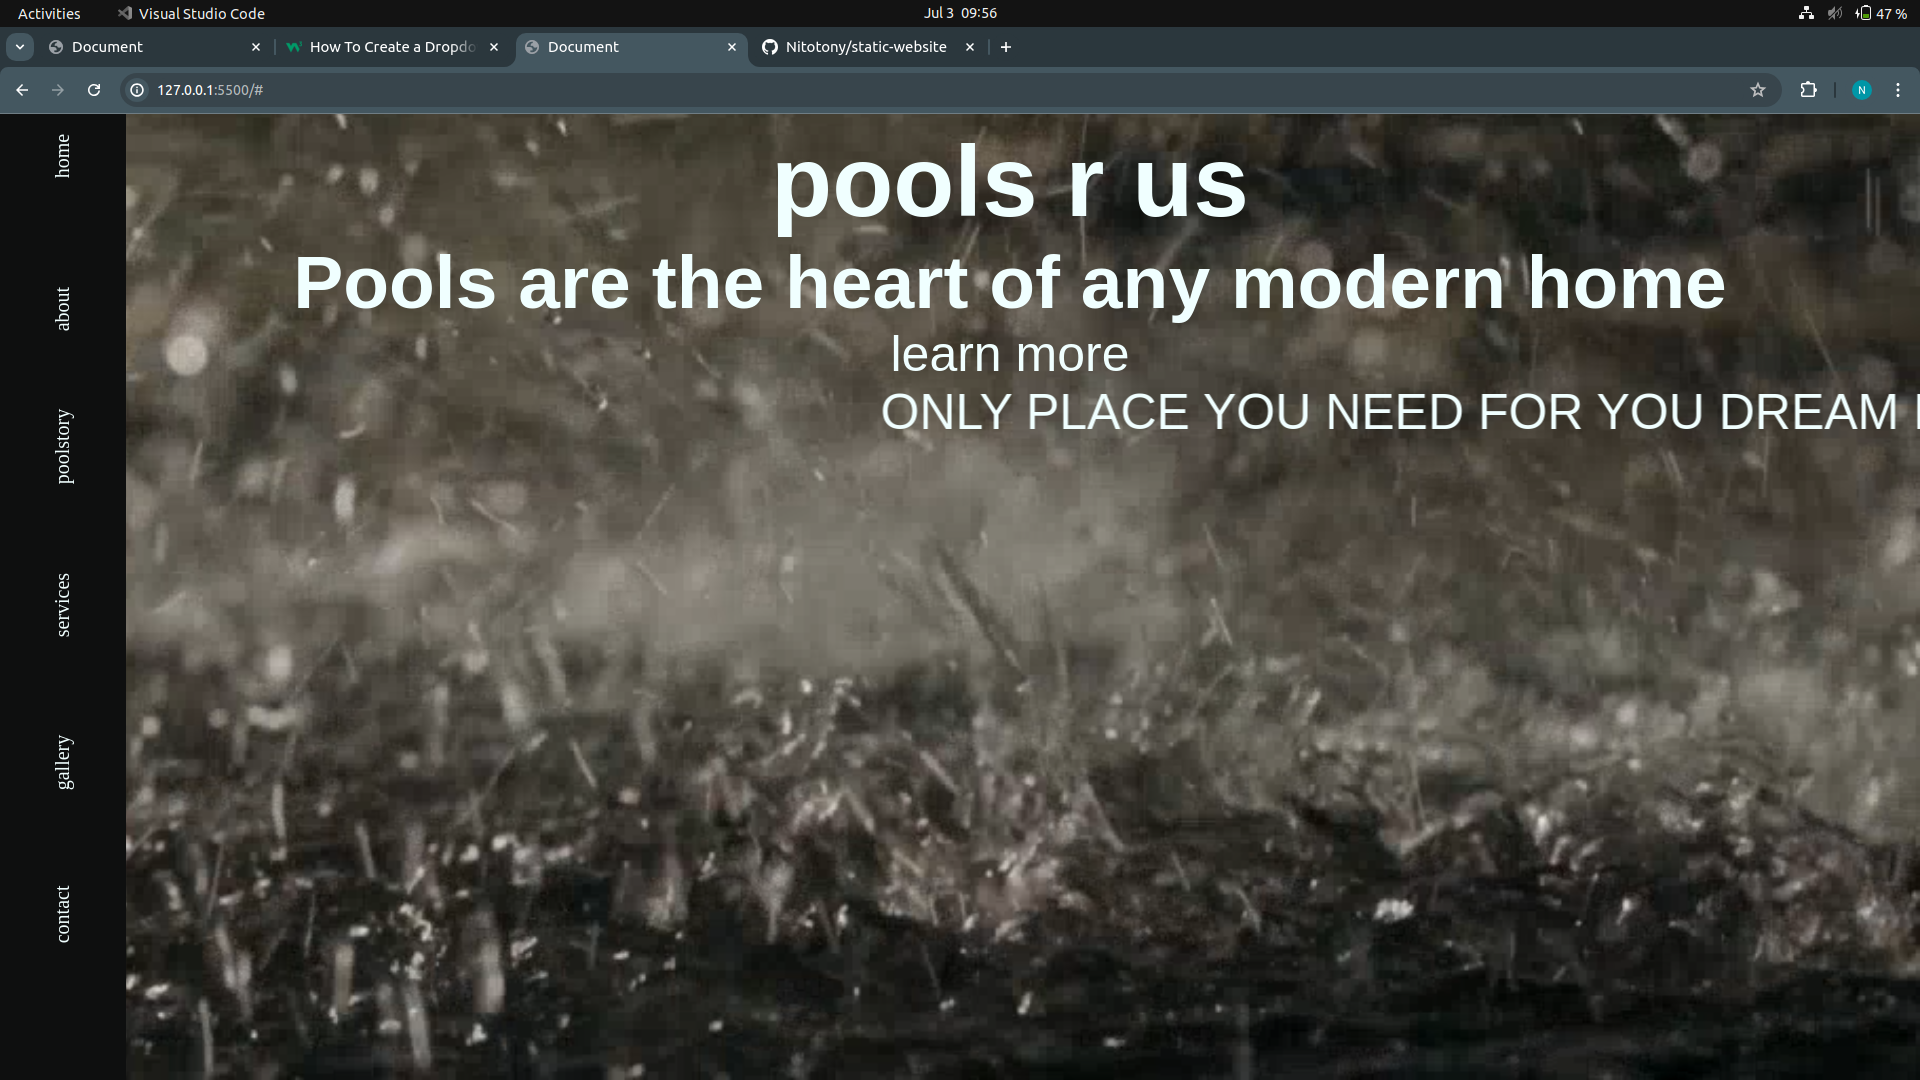 Activities Visual Studio Code Jul 3 09:56 47 %
Document How To Create a Dropdo Document Nitotony/static-website
127.0.0.1:5500/# N
home
about
poolstory
services
gallery
contact
pools r us
Pools are the heart of any modern home
learn more
ONLY PLACE YOU NEED FOR YOU DREAM